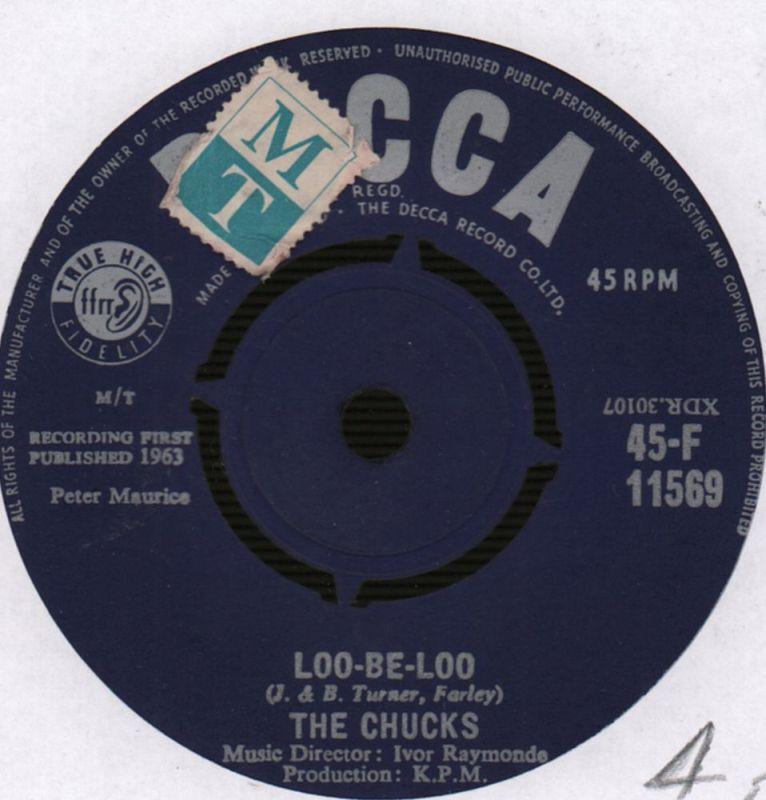 ALL RIGHTS OF THE MANUFACTURER AND OF THE OWNER OF THE RECORDED RESERVED · UNAUTHORISED PUBLIC PERFORMANCE BROADCASTING AND COPYING OF THIS RECORD PROHIBITED
CCA
M
T
REGD.
MADE
THE DECCA RECORD CO. LTD.
TRUE HIGH
ffrr
FIDELITY
45 RPM
M/T
XDR.30107
RECORDING FIRST
PUBLISHED 1963
45-F
11569
Peter Maurice
LOO-BE-LOO
(J. & B. Turner, Farley)
THE CHUCKS
Music Director: Ivor Raymonde
Production: K.P.M.
4